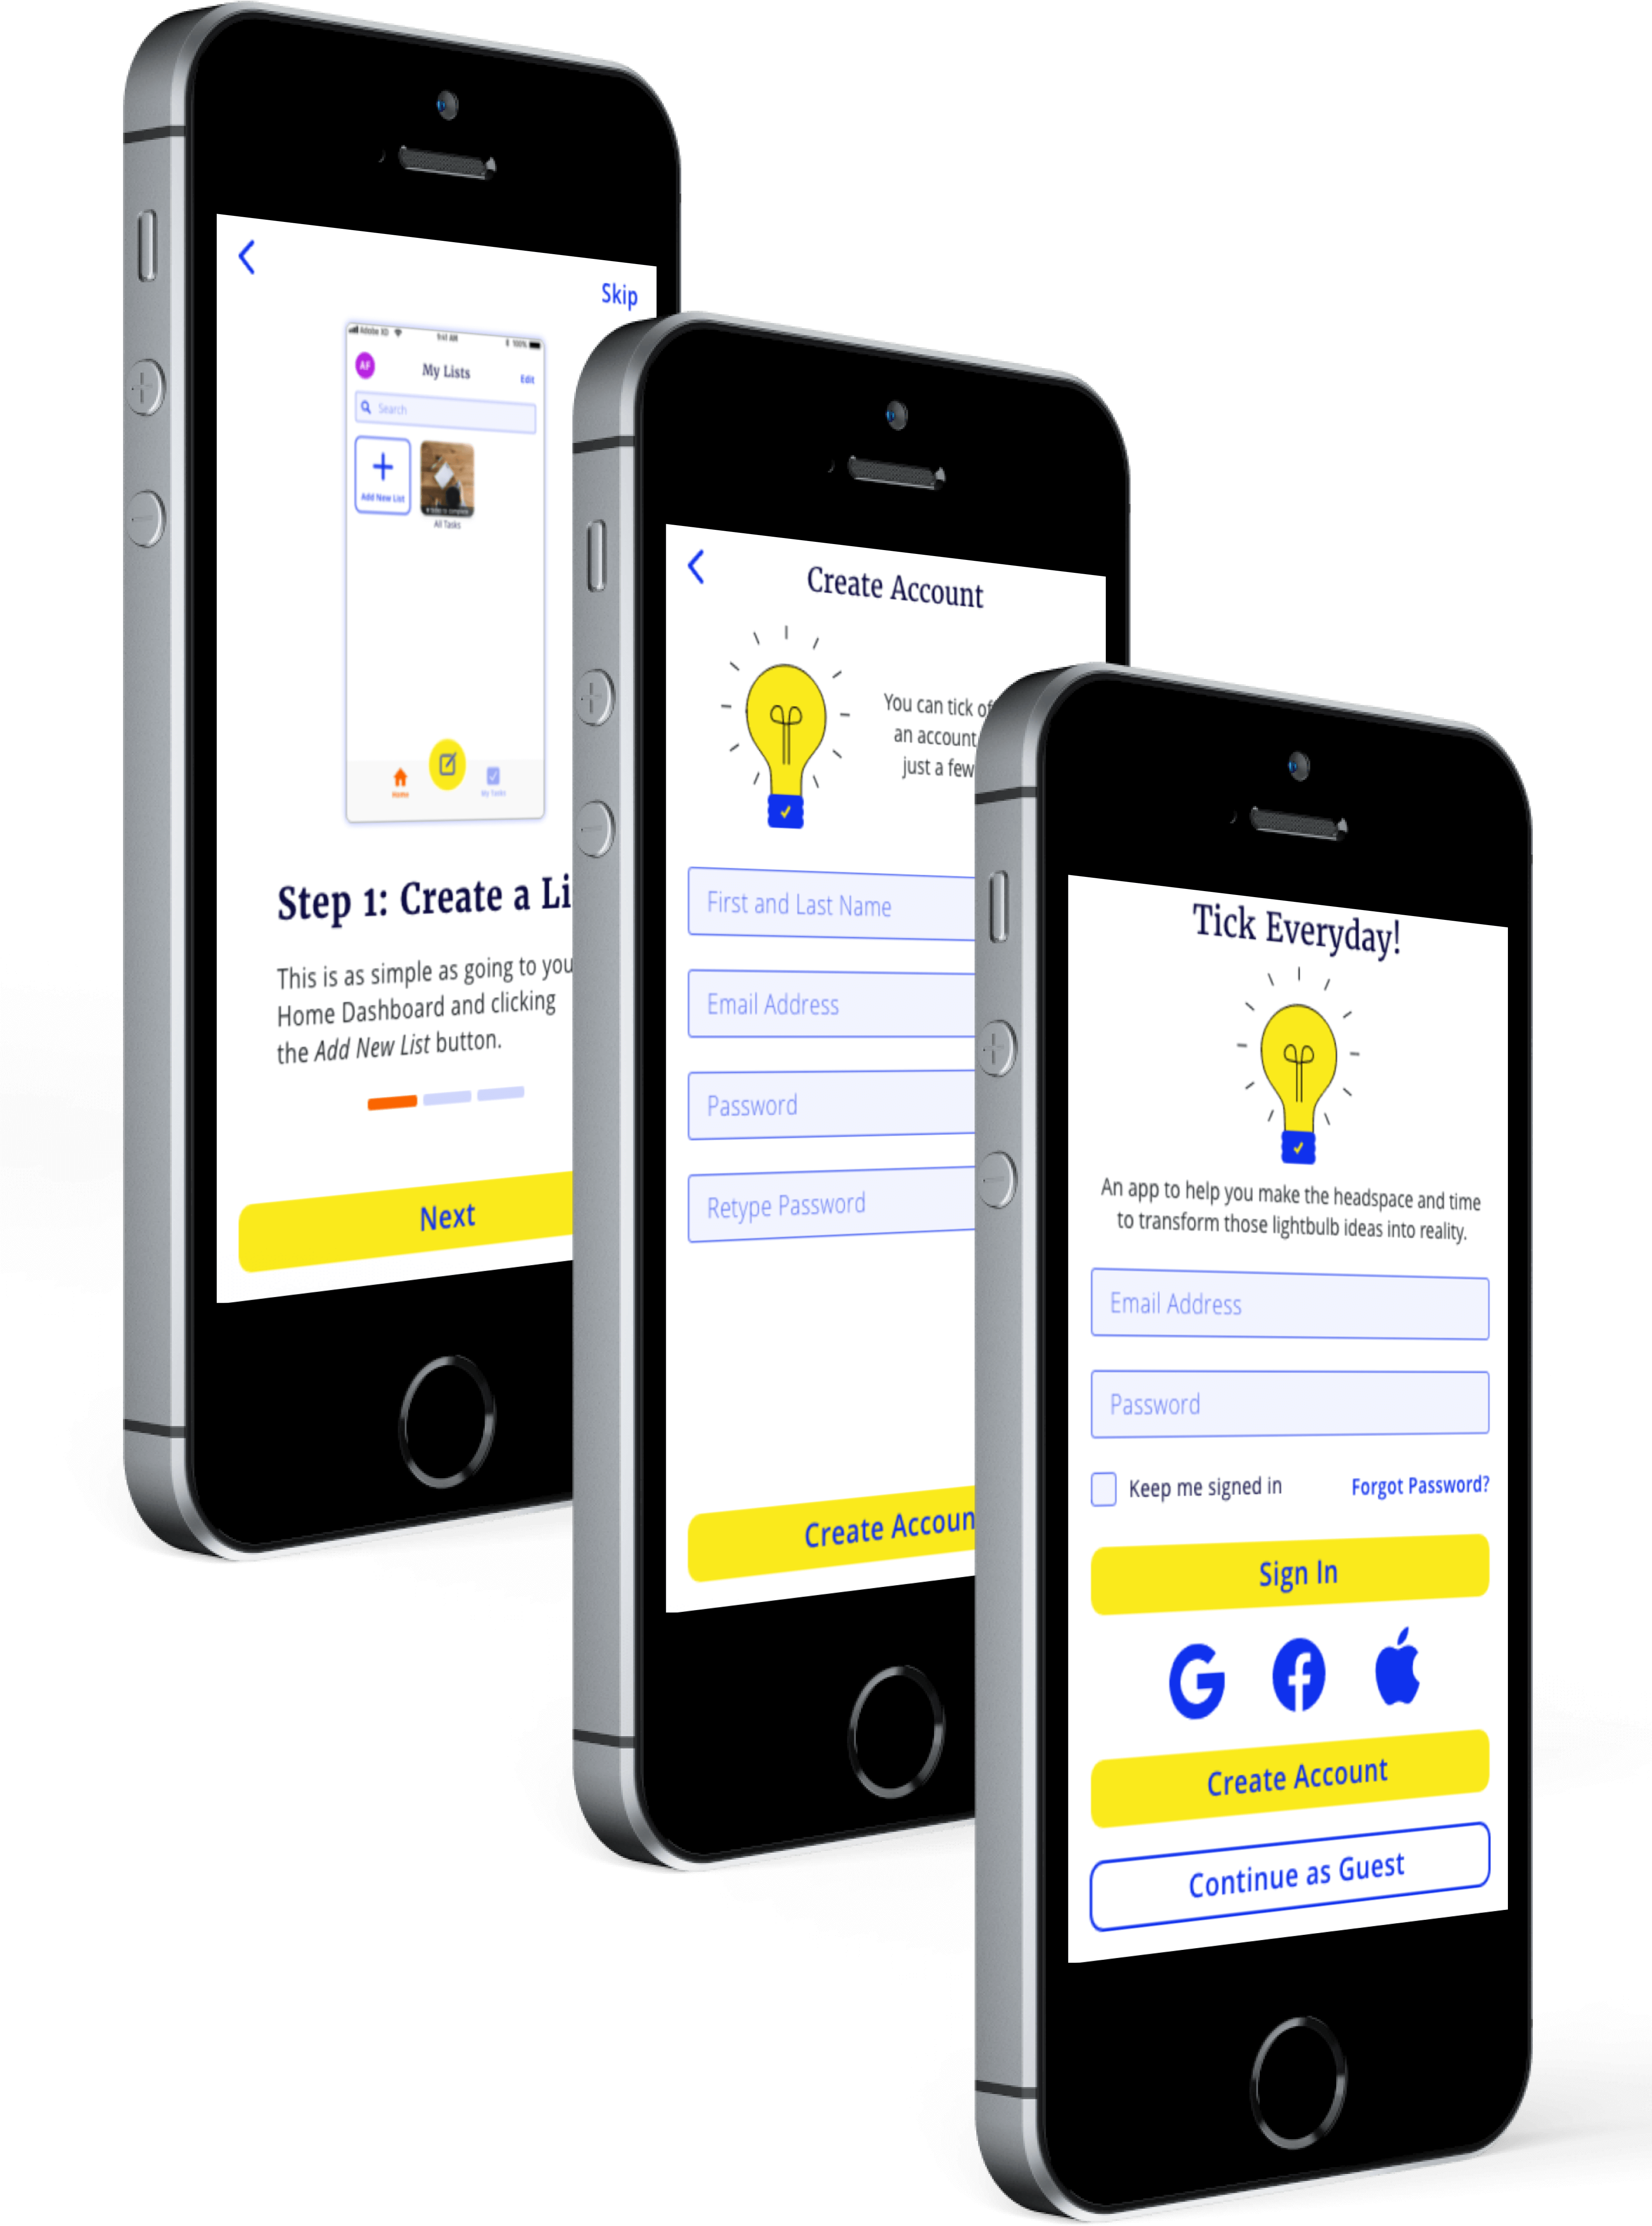 Skip
Adobe XD
9:41 AM
100%
AF
My Lists
Edit
Search
Add New List
All Tasks
Home
My Tasks
Step 1: Create a Li
This is as simple as going to you
Home Dashboard and clicking
the Add New List button.
Next
Create Account
You can tick of
an account
just a few
First and Last Name
Email Address
Password
Retype Password
Create Accoun
Tick Everyday!
An app to help you make the headspace and time
to transform those lightbulb ideas into reality.
Email Address
Password
Keep me signed in
Forgot Password?
Sign In
Create Account
Continue as Guest